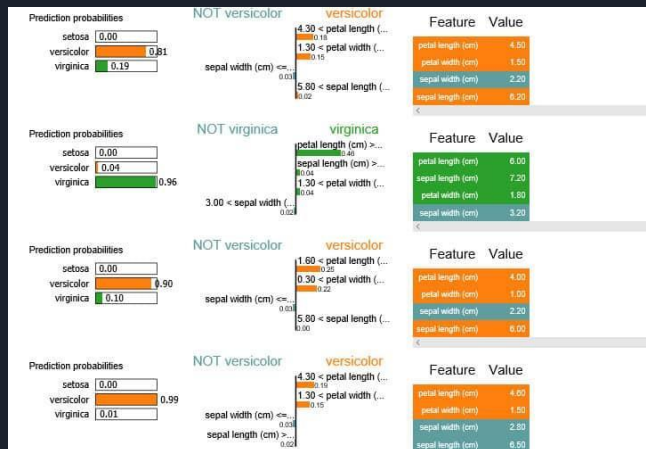 Prediction probabilities
setosa 0.00
versicolor 0.81
virginica 0.19
NOT versicolor versicolor
4.30 < petal length (...
0.18
1.30 < petal width (...
0.15
sepal width (cm) <=...
0.03
5.80 < sepal length (...
0.02
Feature Value
petal length (cm) 4.50
petal width (cm) 1.50
sepal width (cm) 2.20
sepal length (cm) 6.20
Prediction probabilities
setosa 0.00
versicolor 0.04
virginica 0.96
NOT virginica virginica
petal length (cm) >...
0.46
sepal length (cm) >...
0.04
1.30 < petal width (...
0.04
3.00 < sepal width (...
0.02
Feature Value
petal length (cm) 6.00
sepal length (cm) 7.20
petal width (cm) 1.80
sepal width (cm) 3.20
Prediction probabilities
setosa 0.00
versicolor 0.90
virginica 0.10
NOT versicolor versicolor
1.60 < petal length (...
0.25
0.30 < petal width (...
0.22
sepal width (cm) <=...
0.03
5.80 < sepal length (...
0.00
Feature Value
petal length (cm) 4.00
petal width (cm) 1.00
sepal width (cm) 2.20
sepal length (cm) 6.00
Prediction probabilities
setosa 0.00
versicolor 0.99
virginica 0.01
NOT versicolor versicolor
4.30 < petal length (...
0.19
1.30 < petal width (...
0.15
sepal width (cm) <=...
0.03
sepal length (cm) >...
0.02
Feature Value
petal length (cm) 4.60
petal width (cm) 1.50
sepal width (cm) 2.80
sepal length (cm) 6.50